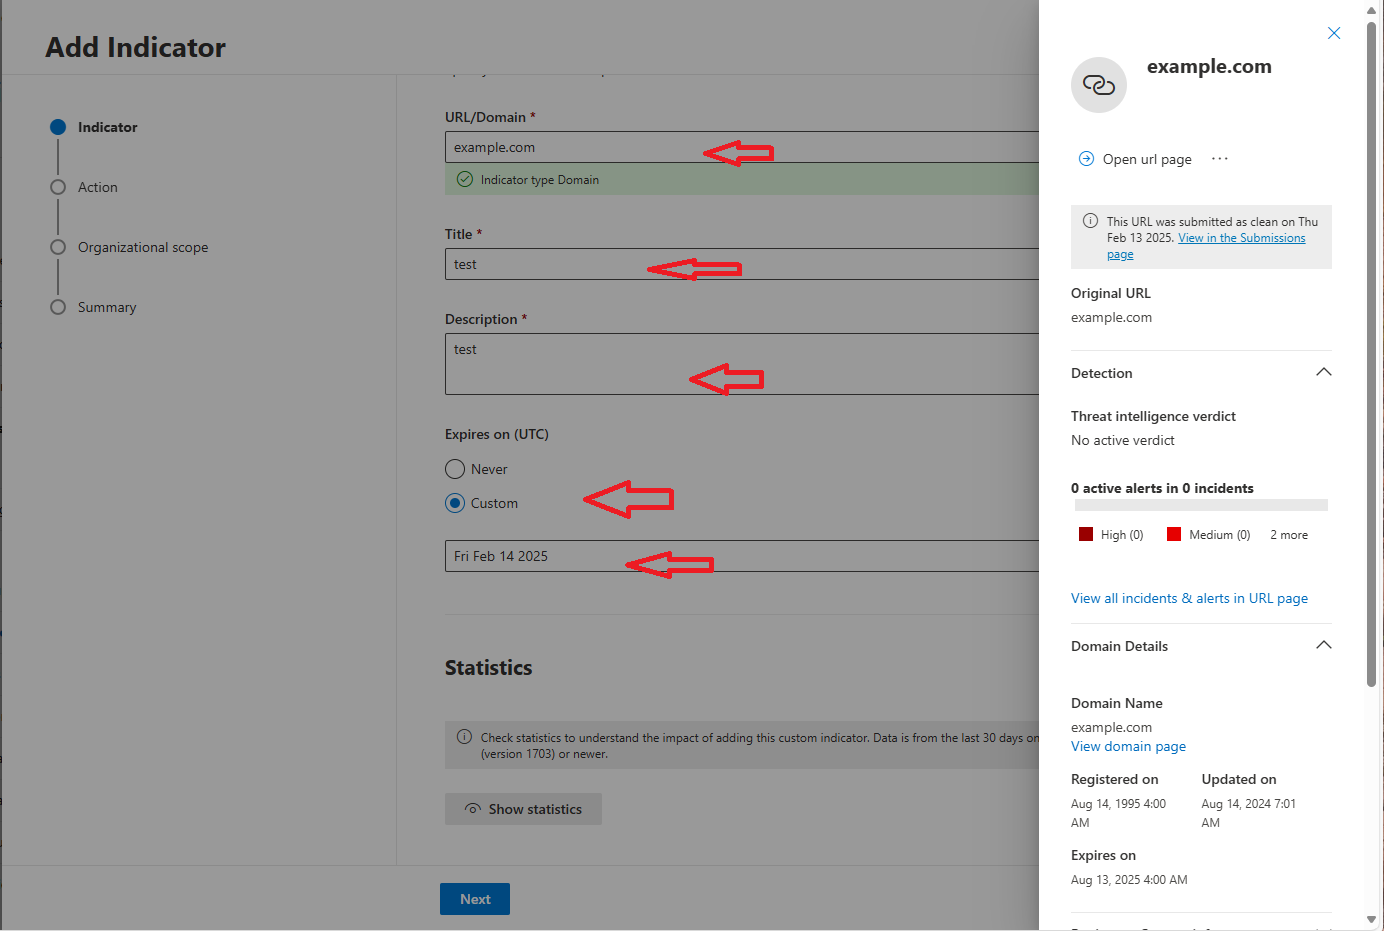 Add Indicator
Indicator
Action
Organizational scope
Summary
URL/Domain *
example.com
Indicator type Domain
Title *
test
Description *
test
Expires on (UTC)
Never
Custom
Fri Feb 14 2025
Statistics
Check statistics to understand the impact of adding this custom indicator. Data is from the last 30 days on
(version 1703) or newer.
Show statistics
Next
example.com
Open url page ···
This URL was submitted as clean on Thu
Feb 13 2025. View in the Submissions
page
Original URL
example.com
Detection
Threat intelligence verdict
No active verdict
0 active alerts in 0 incidents
High (0) Medium (0) 2 more
View all incidents & alerts in URL page
Domain Details
Domain Name
example.com
View domain page
Registered on Updated on
Aug 14, 1995 4:00 Aug 14, 2024 7:01
AM AM
Expires on
Aug 13, 2025 4:00 AM